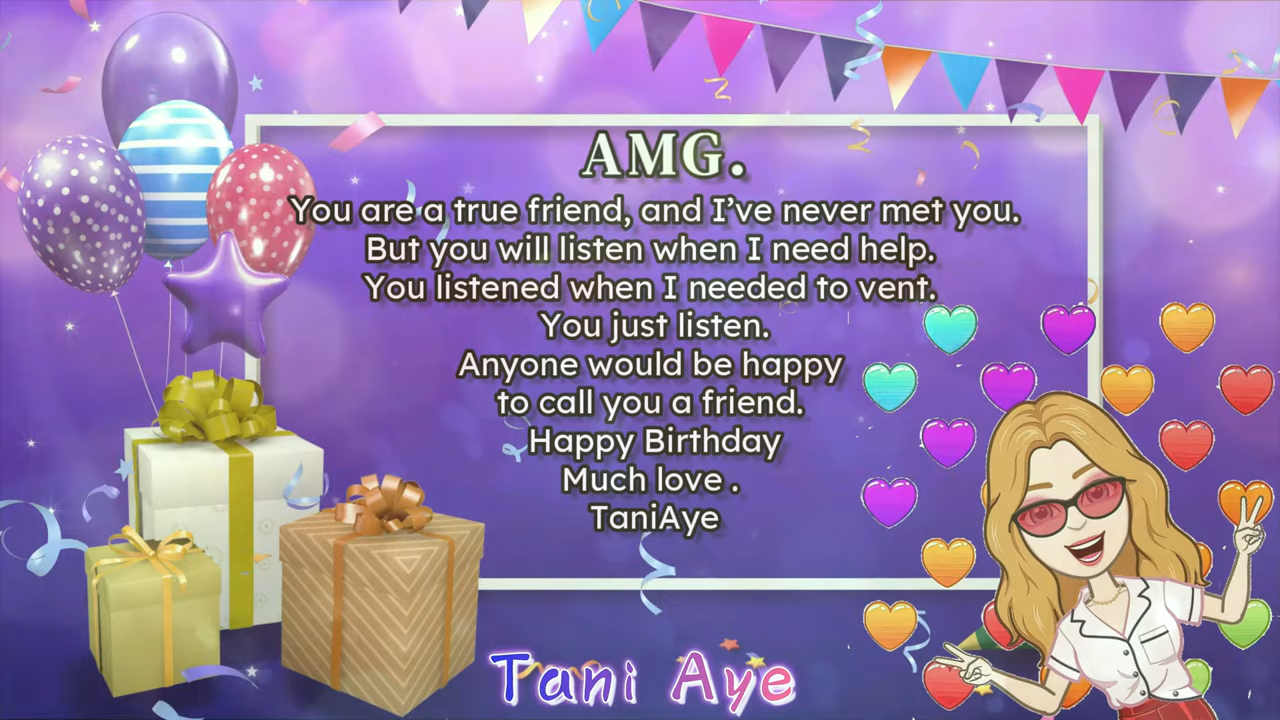 AMG.
You are a true friend, and I've never met you.
But you will listen when I need help.
You listened when I needed to vent.
You just listen.
Anyone would be happy
to call you a friend.
Happy Birthday
Much love .
TaniAye
Tani Aye